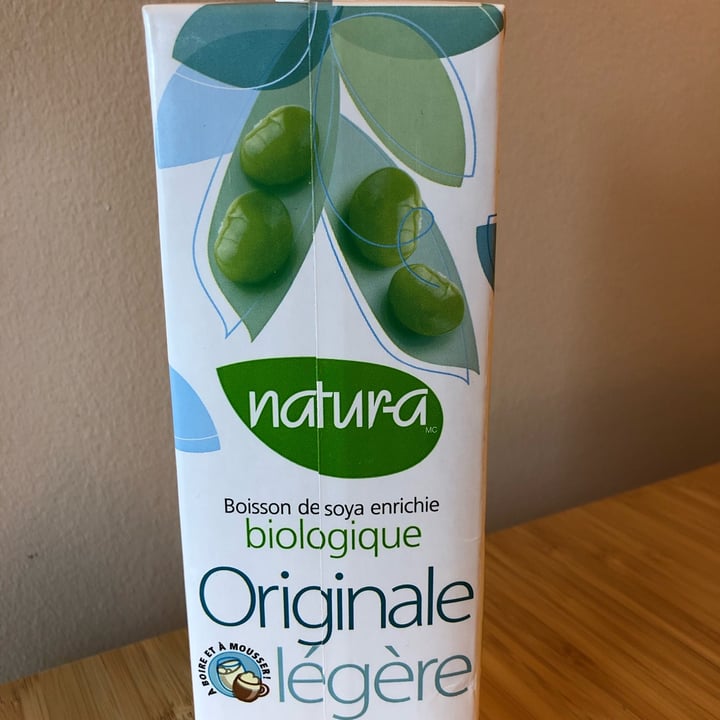 natur-a
MC
Boisson de soya enrichie
biologique
Originale
légère
À BOIRE ET À MOUSSER!